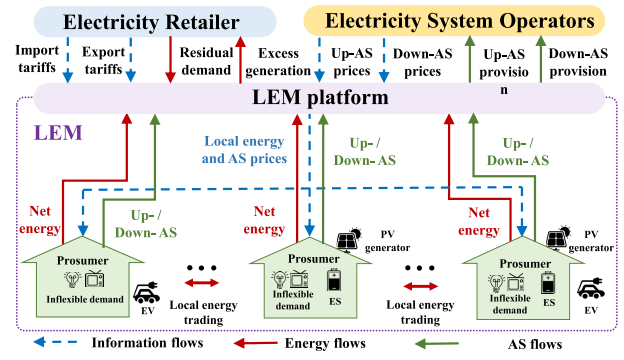 Electricity Retailer
Electricity System Operators
Import
tariffs
Export
tariffs
Residual
demand
Excess
generation
Up-AS
prices
Down-AS
prices
Up-AS
provisio
n
Down-AS
provision
LEM platform
LEM
Local energy
and AS prices
Up- /
Down- AS
Up- /
Down- AS
Net
energy
Up- /
Down- AS
Net
energy
Net
energy
PV
generator
PV
generator
Prosumer
Inflexible demand
EV
Local energy
trading
Prosumer
Inflexible
demand
ES
Local energy
trading
Prosumer
Inflexible
demand
ES
EV
Information flows
Energy flows
AS flows